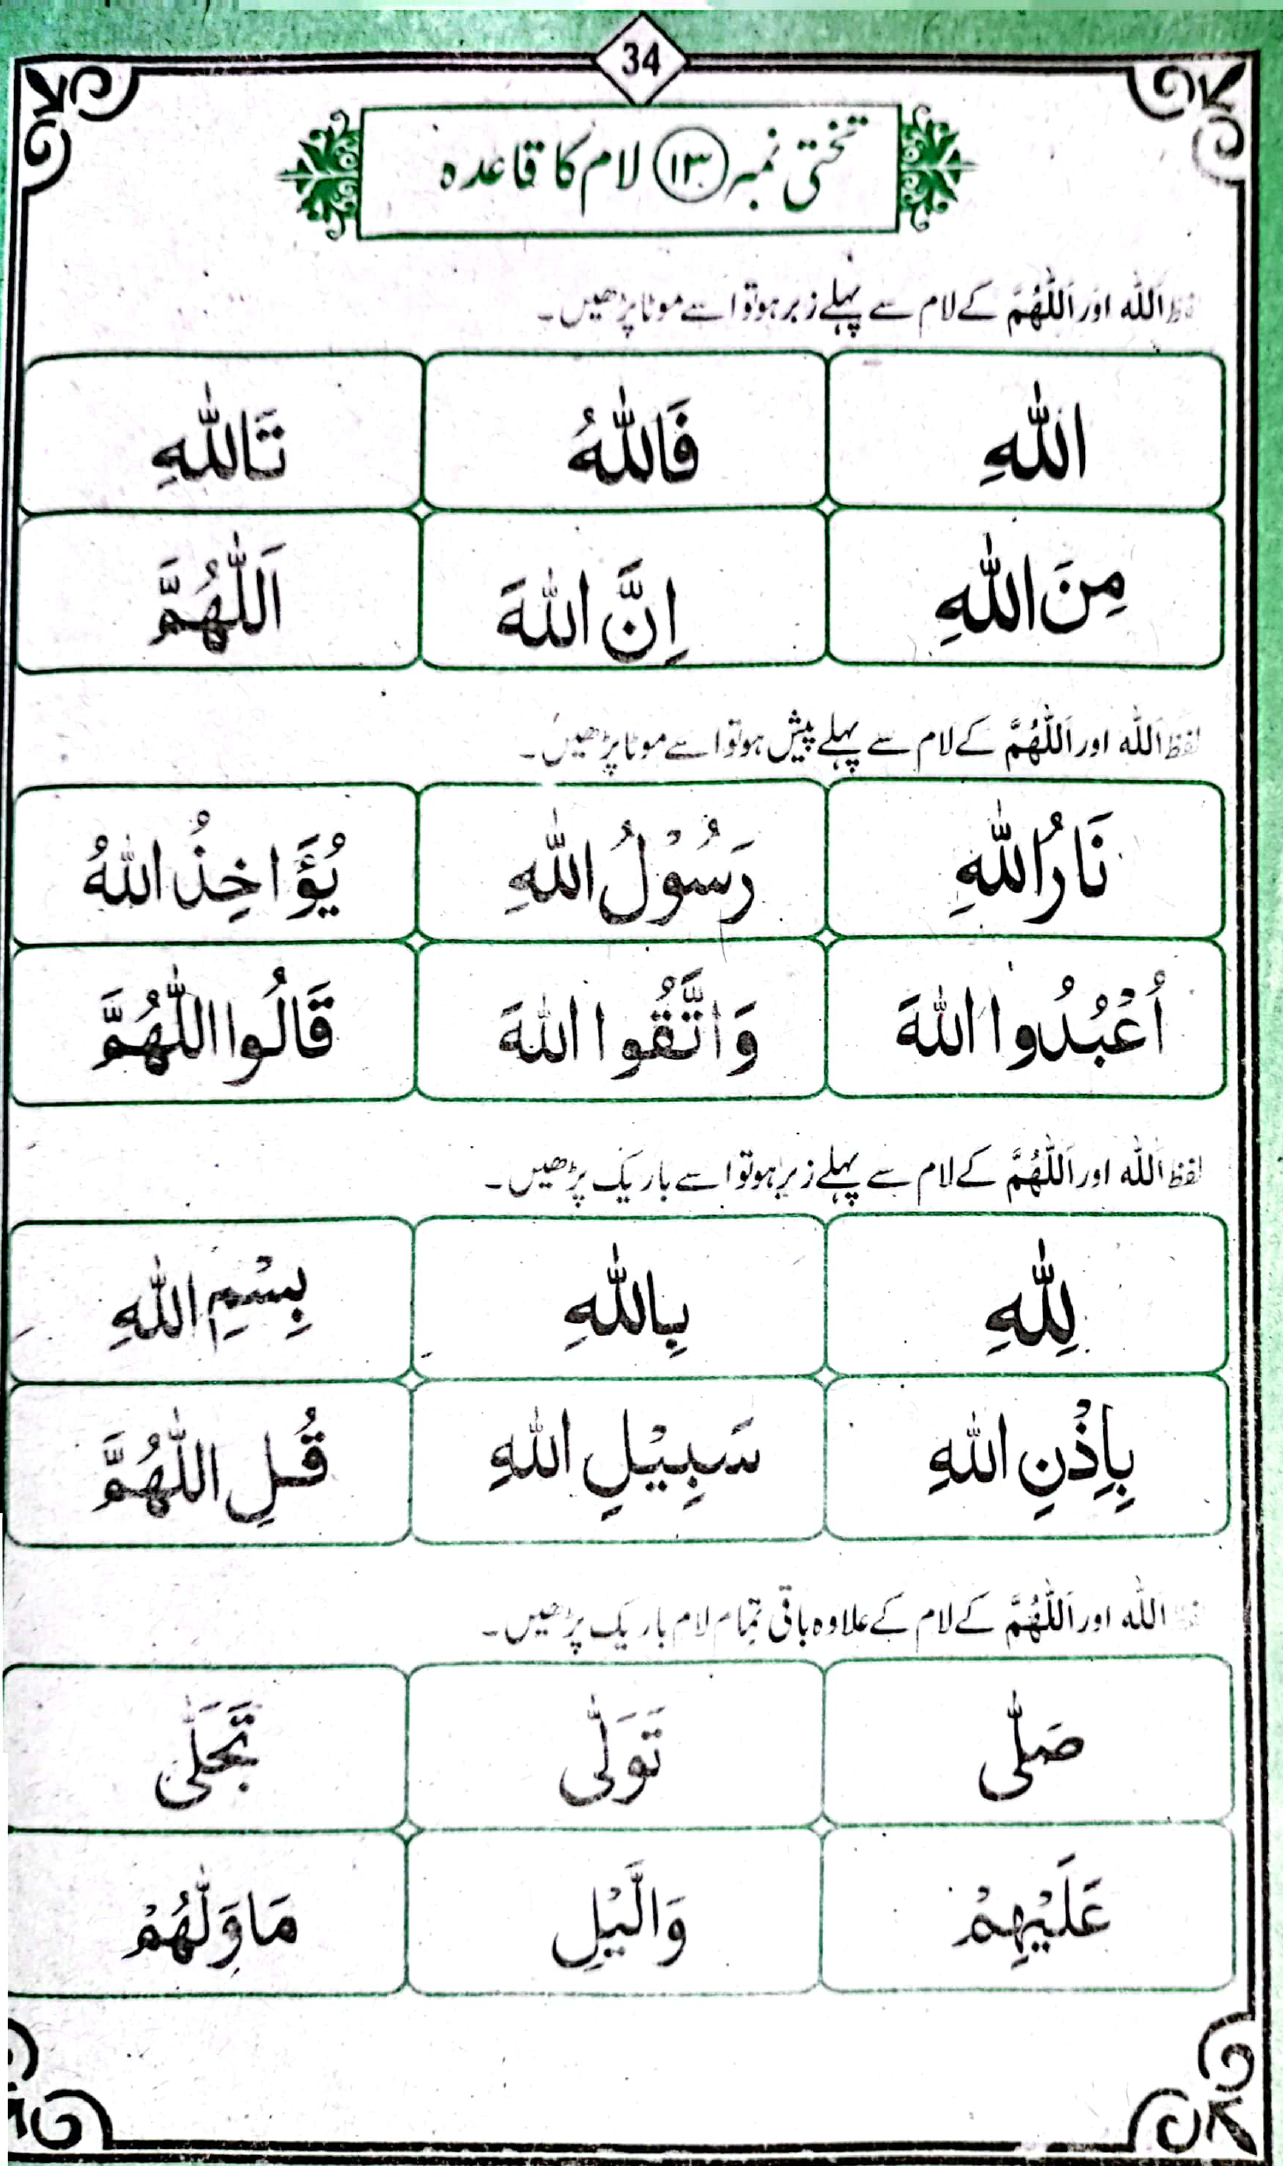 34
تختی نمبر ۱۳ لام کا قاعدہ
لفظ اَللّٰه اور اَللّٰهُمَّ کے لام سے پہلے زبر ہو تو اسے موٹا پڑھیں۔
اللّٰهِ فَاللّٰهُ تَاللّٰهِ
مِنَ اللّٰهِ اِنَّ اللّٰهَ اَللّٰهُمَّ
لفظ اَللّٰه اور اَللّٰهُمَّ کے لام سے پہلے پیش ہو تو اسے موٹا پڑھیں۔
نَارُ اللّٰهِ رَسُوْلُ اللّٰهِ يُؤَاخِذُ اللّٰهُ
اُعْبُدُوا اللّٰهَ وَاتَّقُوا اللّٰهَ قَالُوا اللّٰهُمَّ
لفظ اَللّٰه اور اَللّٰهُمَّ کے لام سے پہلے زیر ہو تو اسے باریک پڑھیں۔
لِلّٰهِ بِاللّٰهِ بِسْمِ اللّٰهِ
بِاِذْنِ اللّٰهِ سَبِيْلِ اللّٰهِ قُلِ اللّٰهُمَّ
لفظ اَللّٰه اور اَللّٰهُمَّ کے لام کے علاوہ باقی تمام لام باریک پڑھیں۔
صَلّٰى تَوَلّٰى تَجَلّٰى
عَلَيْهِمْ وَالَّيْلِ مَاوَلّٰهُمْ